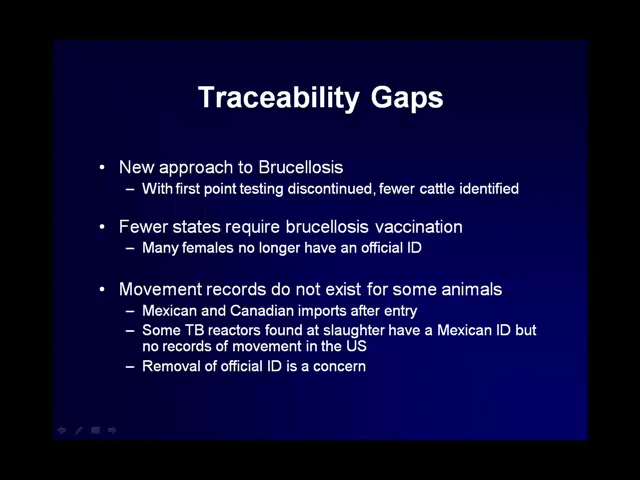 Traceability Gaps
• New approach to Brucellosis
– With first point testing discontinued, fewer cattle identified
• Fewer states require brucellosis vaccination
– Many females no longer have an official ID
• Movement records do not exist for some animals
– Mexican and Canadian imports after entry
– Some TB reactors found at slaughter have a Mexican ID but
no records of movement in the US
– Removal of official ID is a concern